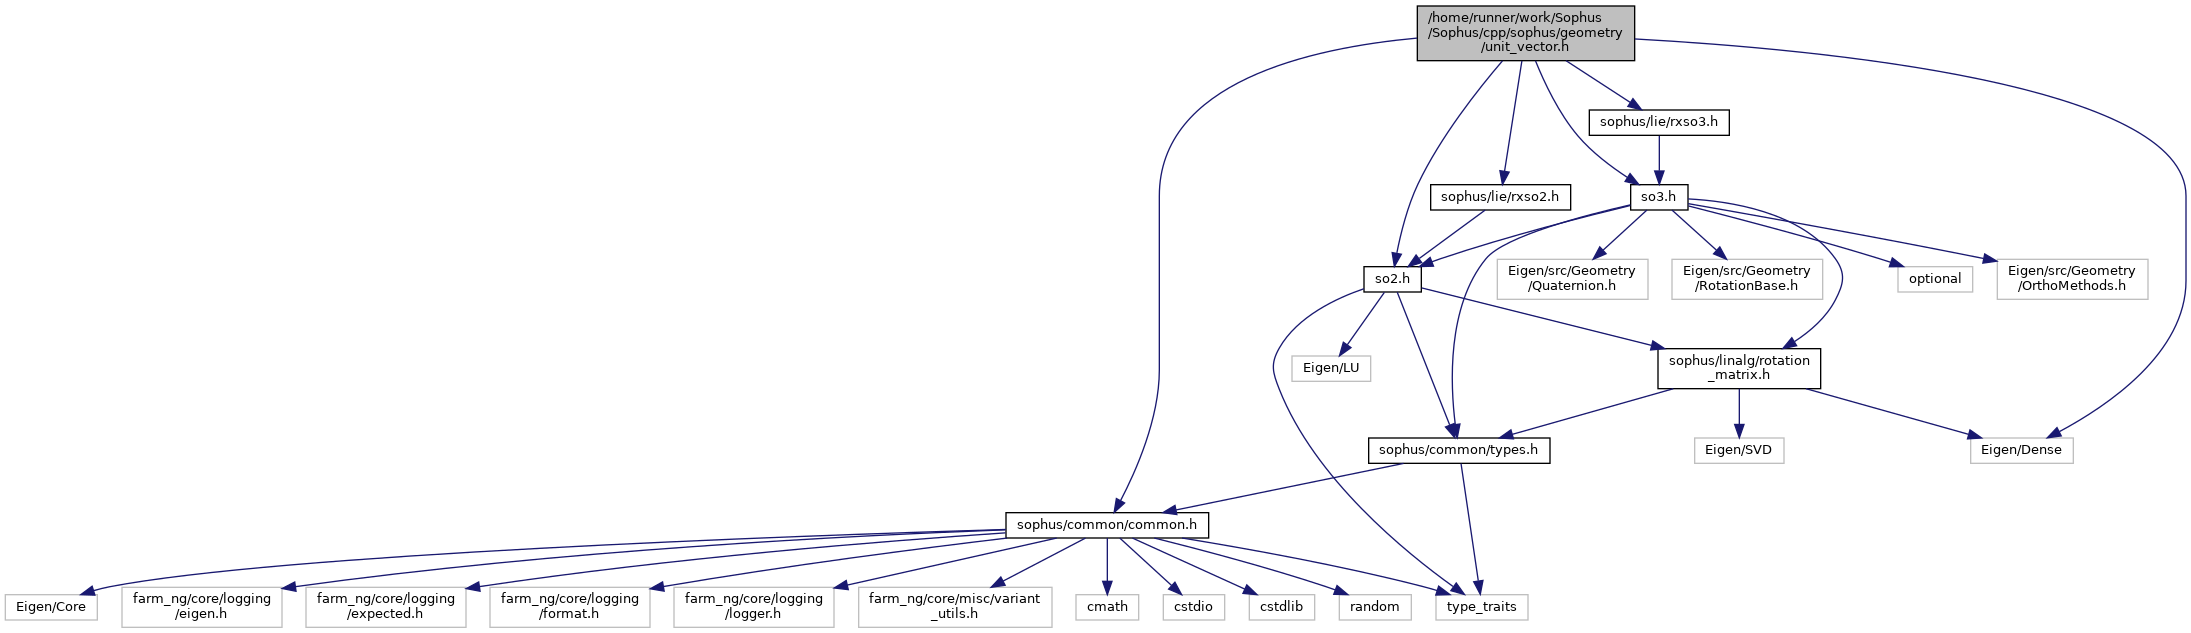 /home/runner/work/Sophus
/Sophus/cpp/sophus/geometry
/unit_vector.h
sophus/lie/rxso3.h
sophus/lie/rxso2.h
so3.h
so2.h
Eigen/src/Geometry
/Quaternion.h
Eigen/src/Geometry
/RotationBase.h
optional
Eigen/src/Geometry
/OrthoMethods.h
Eigen/LU
sophus/linalg/rotation
_matrix.h
sophus/common/types.h
Eigen/SVD
Eigen/Dense
sophus/common/common.h
Eigen/Core
farm_ng/core/logging
/eigen.h
farm_ng/core/logging
/expected.h
farm_ng/core/logging
/format.h
farm_ng/core/logging
/logger.h
farm_ng/core/misc/variant
_utils.h
cmath
cstdio
cstdlib
random
type_traits